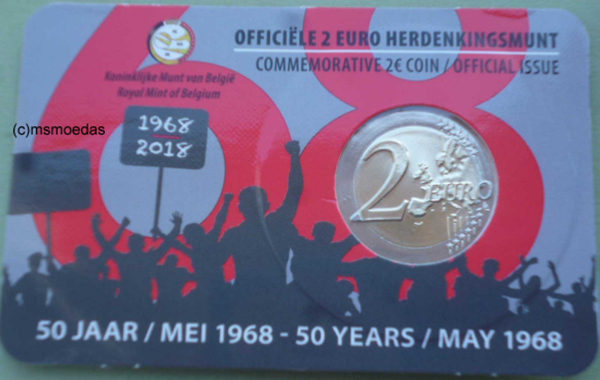 OFFICIËLE 2 EURO HERDENKINGSMUNT
COMMEMORATIVE 2€ COIN / OFFICIAL ISSUE
Koninklijke Munt van België
Royal Mint of Belgium
(c)msmoedas
1968
2018
68
2 EURO
50 JAAR / MEI 1968 - 50 YEARS / MAY 1968